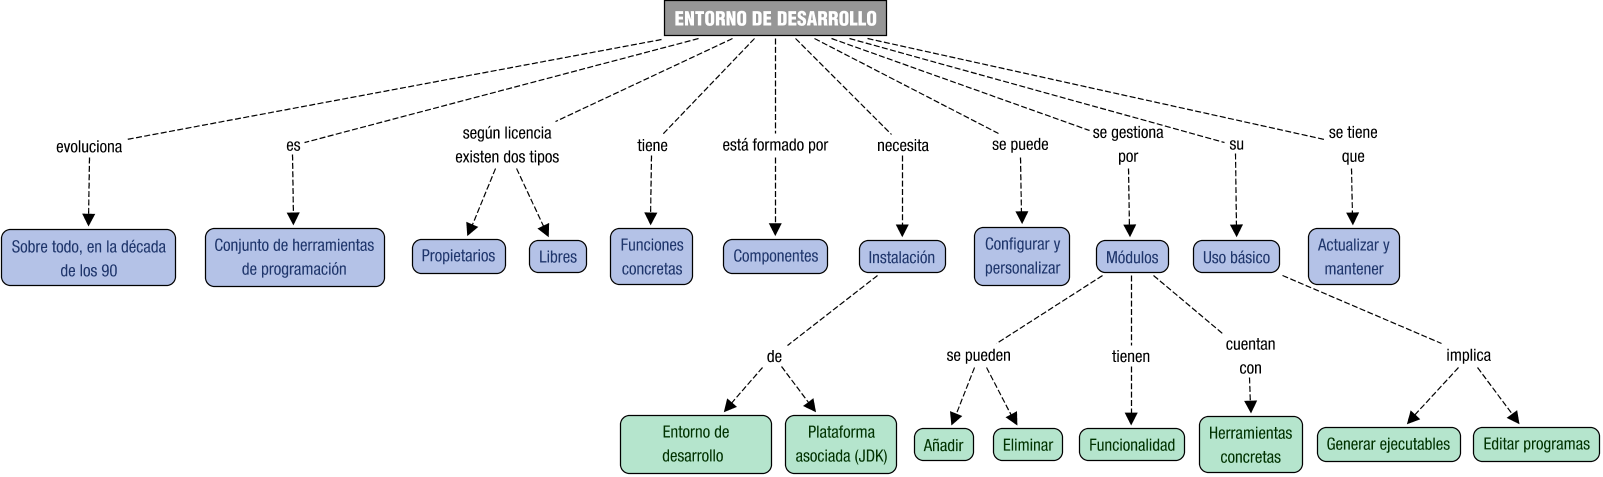 ENTORNO DE DESARROLLO
evoluciona
es
según licencia
existen dos tipos
tiene
está formado por
necesita
se puede
se gestiona
por
su
se tiene
que
Sobre todo, en la década
de los 90
Conjunto de herramientas
de programación
Propietarios
Libres
Funciones
concretas
Componentes
Instalación
Configurar y
personalizar
Módulos
Uso básico
Actualizar y
mantener
de
se pueden
tienen
cuentan
con
implica
Entorno de
desarrollo
Plataforma
asociada (JDK)
Añadir
Eliminar
Funcionalidad
Herramientas
concretas
Generar ejecutables
Editar programas